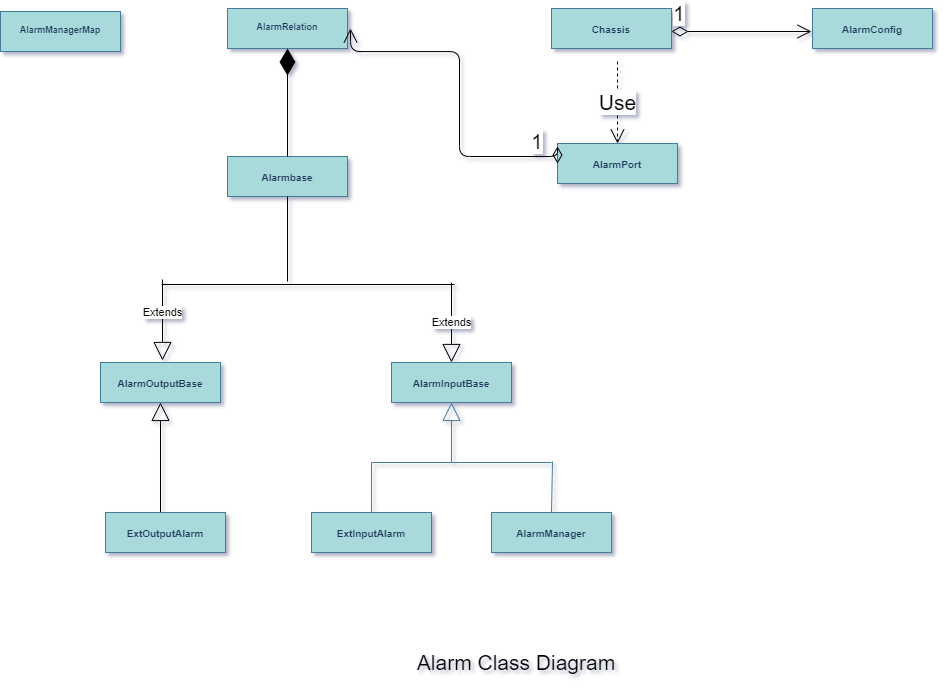 AlarmManagerMap
AlarmRelation
Chassis
1
AlarmConfig
Use
1
AlarmPort
Alarmbase
Extends
Extends
AlarmOutputBase
AlarmInputBase
ExtOutputAlarm
ExtInputAlarm
AlarmManager
Alarm Class Diagram